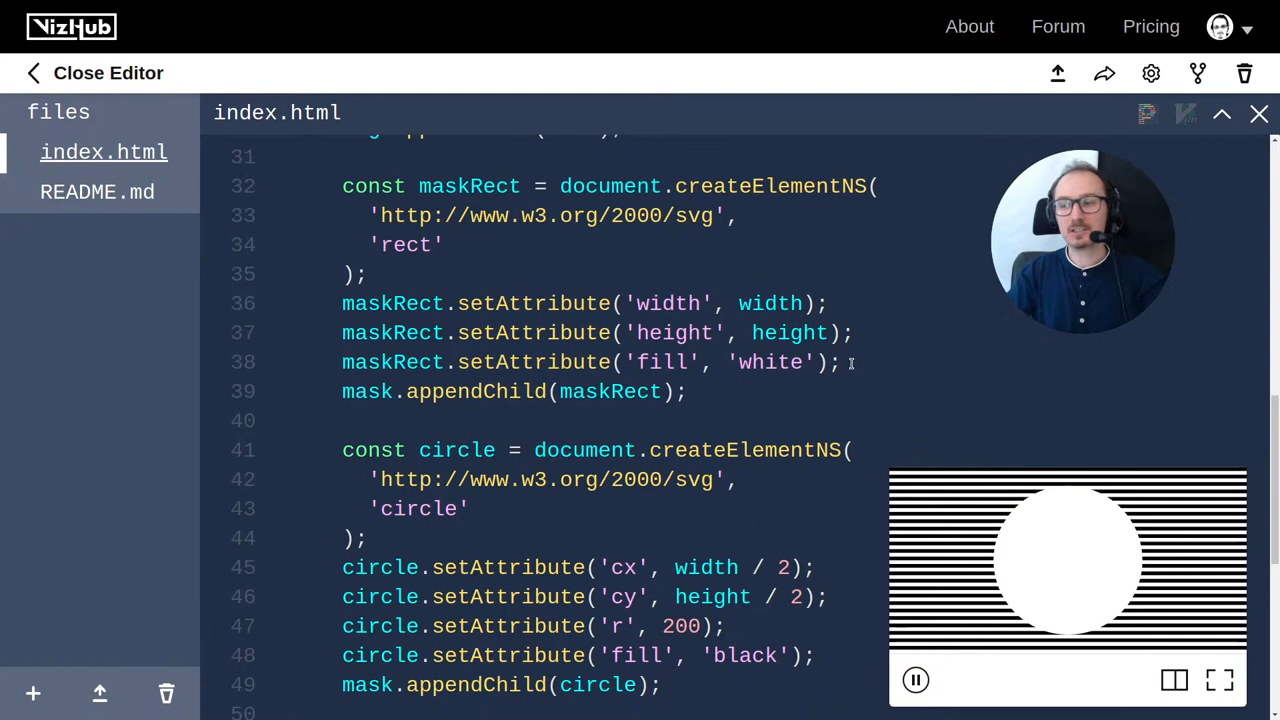 VizHub
About Forum Pricing
Close Editor
files
index.html
README.md
index.html
31
32 const maskRect = document.createElementNS(
33 'http://www.w3.org/2000/svg',
34 'rect'
35 );
36 maskRect.setAttribute('width', width);
37 maskRect.setAttribute('height', height);
38 maskRect.setAttribute('fill', 'white');
39 mask.appendChild(maskRect);
40
41 const circle = document.createElementNS(
42 'http://www.w3.org/2000/svg',
43 'circle'
44 );
45 circle.setAttribute('cx', width / 2);
46 circle.setAttribute('cy', height / 2);
47 circle.setAttribute('r', 200);
48 circle.setAttribute('fill', 'black');
49 mask.appendChild(circle);
50